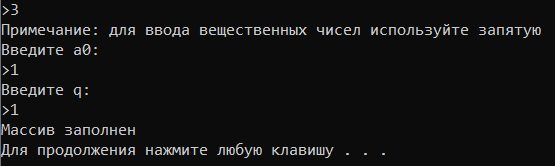 >3
Примечание: для ввода вещественных чисел используйте запятую
Введите a0:
>1
Введите q:
>1
Массив заполнен
Для продолжения нажмите любую клавишу . . .